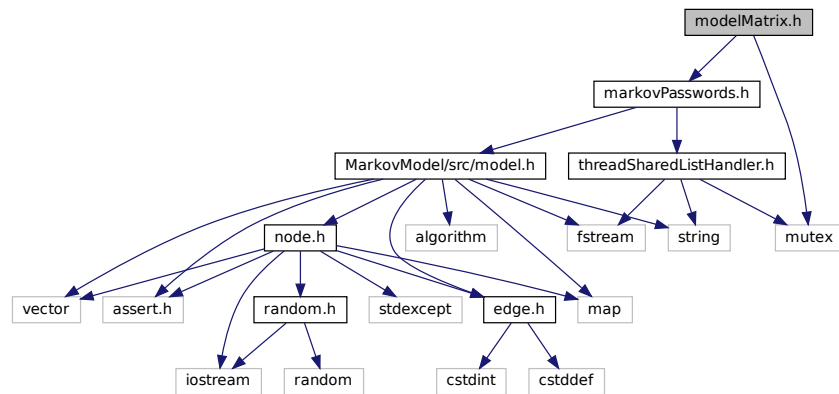 modelMatrix.h
markovPasswords.h
MarkovModel/src/model.h
threadSharedListHandler.h
node.h
algorithm
fstream
string
mutex
vector
assert.h
random.h
stdexcept
edge.h
map
iostream
random
cstdint
cstddef